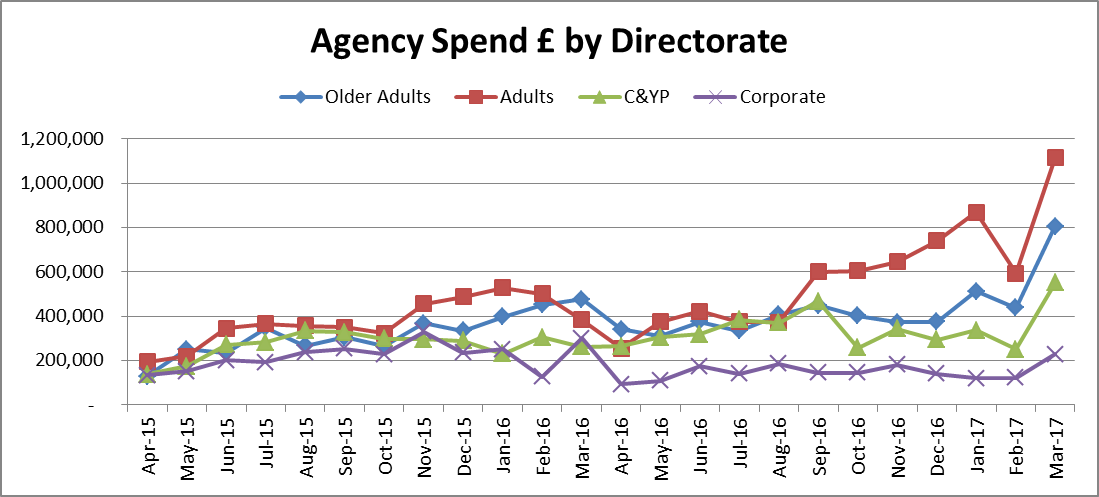 Agency Spend £ by Directorate
Older Adults Adults C&YP Corporate
1,200,000
1,000,000
800,000
600,000
400,000
200,000
-
Apr-15 May-15 Jun-15 Jul-15 Aug-15 Sep-15 Oct-15 Nov-15 Dec-15 Jan-16 Feb-16 Mar-16 Apr-16 May-16 Jun-16 Jul-16 Aug-16 Sep-16 Oct-16 Nov-16 Dec-16 Jan-17 Feb-17 Mar-17